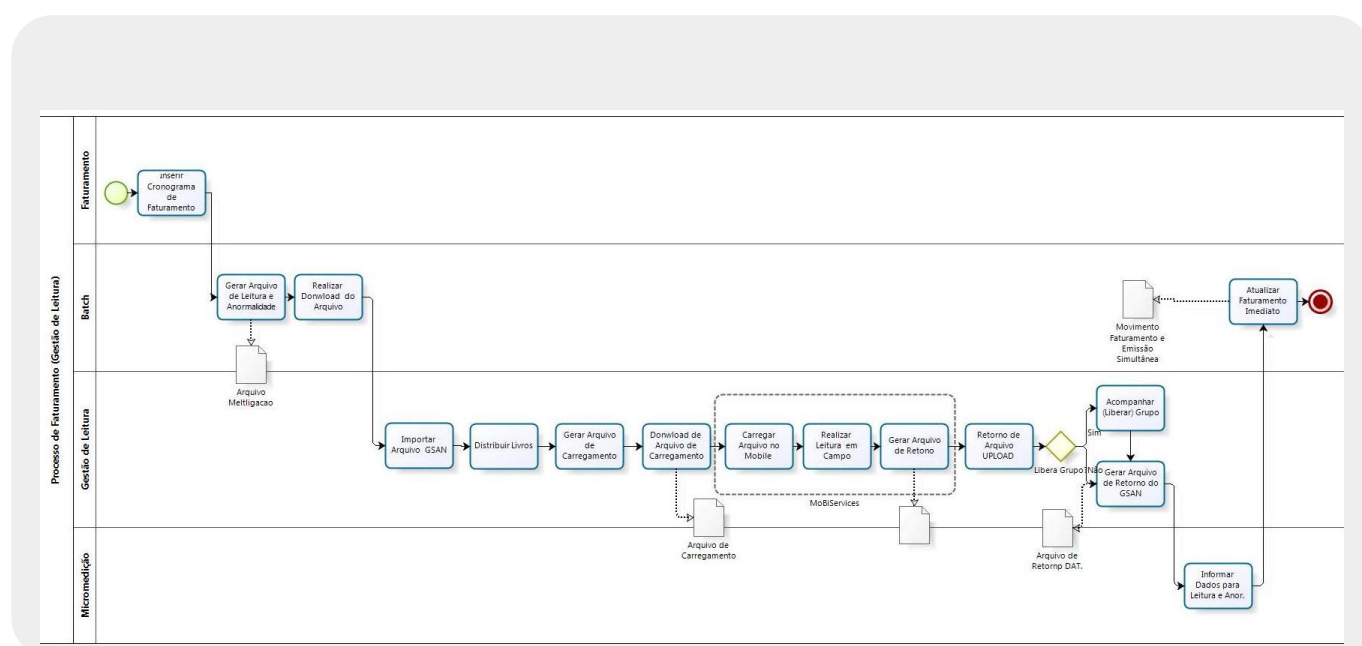 Processo de Faturamento (Gestão de Leitura)
Faturamento
Inserir
Cronograma
de
Faturamento
Batch
Gerar Arquivo
de Leitura e
Anormalidade
Realizar
Donwload do
Arquivo
Arquivo
Meltligacao
Movimento
Faturamento e
Emissão
Simultânea
Atualizar
Faturamento
Imediato
Gestão de Leitura
Importar
Arquivo GSAN
Distribuir Livros
Gerar Arquivo
de
Carregamento
Donwload de
Arquivo de
Carregamento
Carregar
Arquivo no
Mobile
Realizar
Leitura em
Campo
Gerar Arquivo
de Retono
MoBiServices
Retorno de
Arquivo
UPLOAD
Libera Grupo?
Sim
Não
Acompanhar
(Liberar) Grupo
Gerar Arquivo
de Retorno do
GSAN
Arquivo de
Carregamento
Arquivo de
Retornp DAT.
Micromedição
Informar
Dados para
Leitura e Anor.